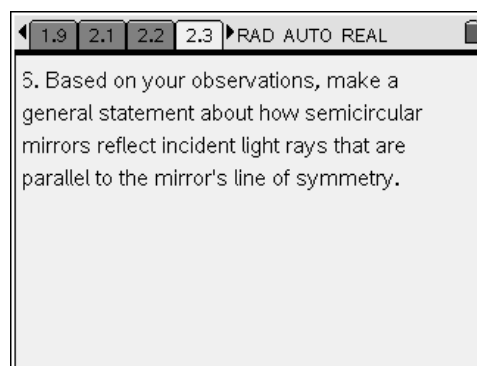 1.9 2.1 2.2 2.3 RAD AUTO REAL
5. Based on your observations, make a
general statement about how semicircular
mirrors reflect incident light rays that are
parallel to the mirror's line of symmetry.